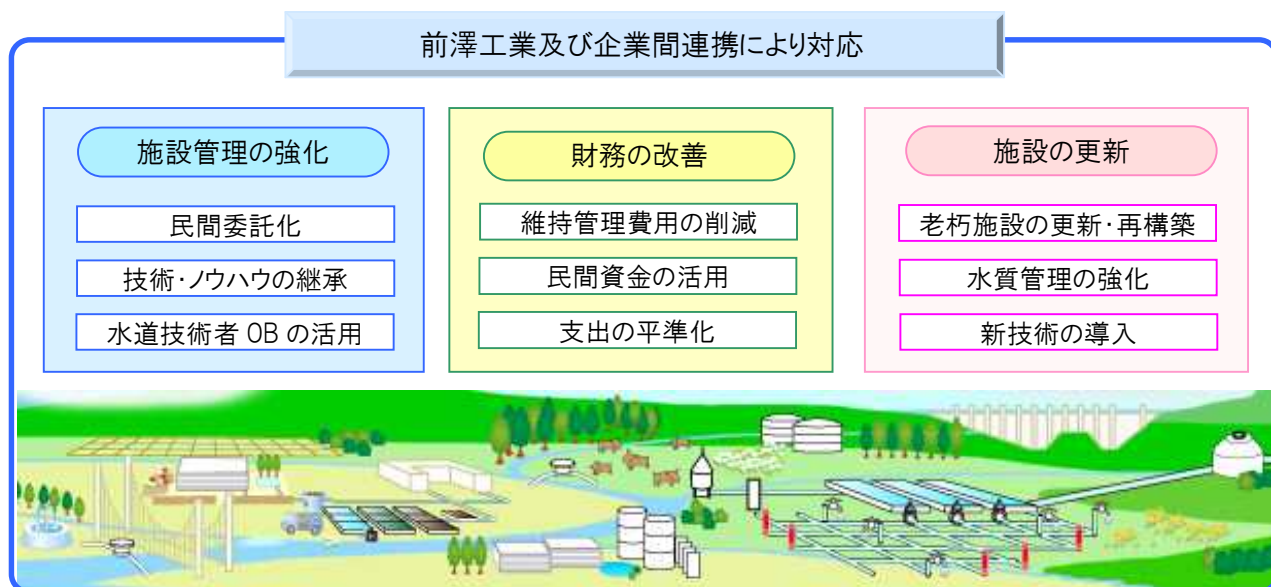 前澤工業及び企業間連携により対応
施設管理の強化
民間委託化
技術・ノウハウの継承
水道技術者 OB の活用
財務の改善
維持管理費用の削減
民間資金の活用
支出の平準化
施設の更新
老朽施設の更新・再構築
水質管理の強化
新技術の導入